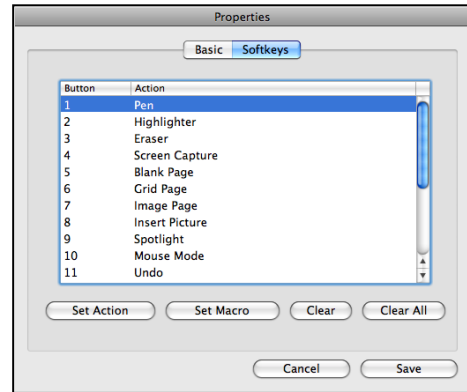 Properties
Basic Softkeys
Button Action
1 Pen
2 Highlighter
3 Eraser
4 Screen Capture
5 Blank Page
6 Grid Page
7 Image Page
8 Insert Picture
9 Spotlight
10 Mouse Mode
11 Undo
Set Action Set Macro Clear Clear All
Cancel Save